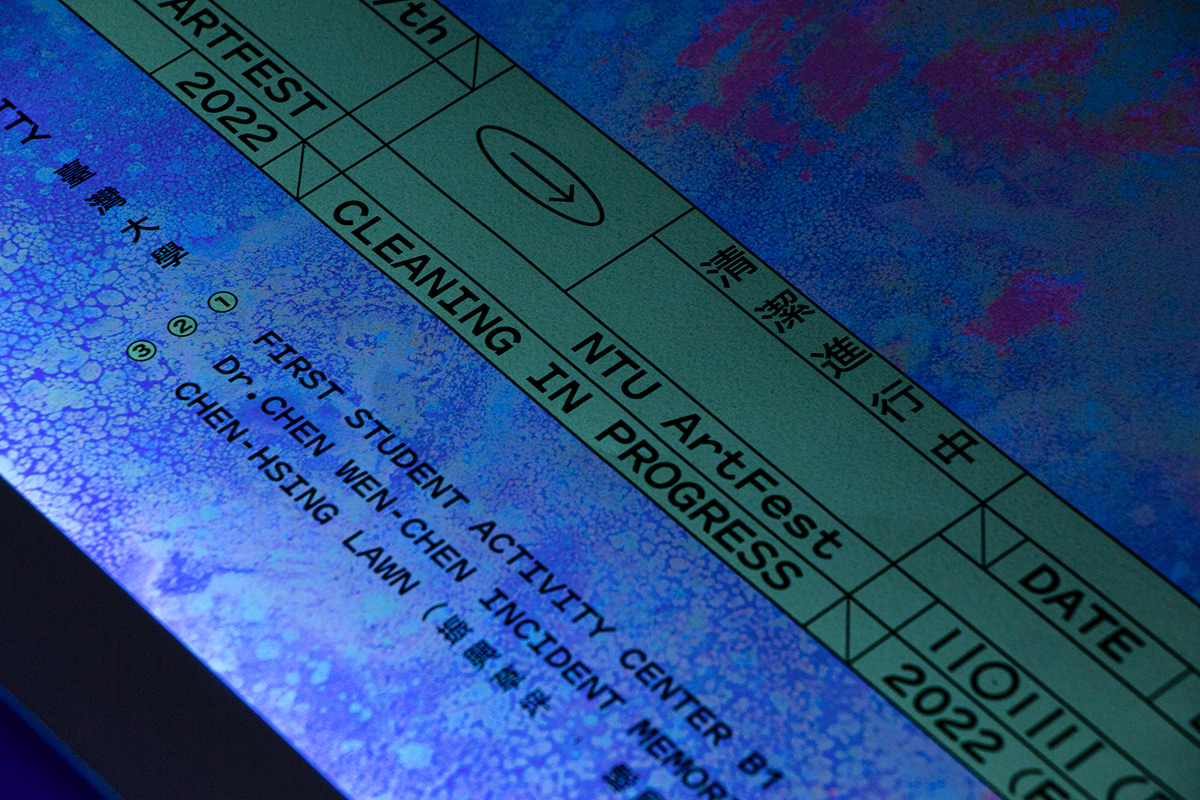 /th
ARTFEST
2022
清潔進行中
NTU ArtFest
CLEANING IN PROGRESS
DATE
2022
臺灣大學
① FIRST STUDENT ACTIVITY CENTER B1
② Dr.CHEN WEN-CHEN INCIDENT
③ CHEN-HSING LAWN (